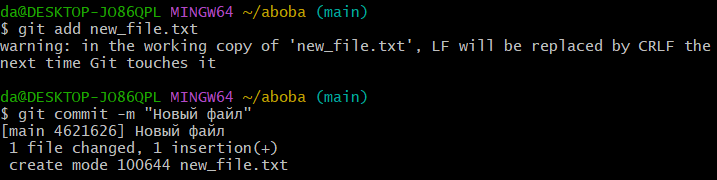 da@DESKTOP-JO86QPL MINGW64 ~/aboba (main)
$ git add new_file.txt
warning: in the working copy of 'new_file.txt', LF will be replaced by CRLF the
next time Git touches it
da@DESKTOP-JO86QPL MINGW64 ~/aboba (main)
$ git commit -m "Новый файл"
[main 4621626] Новый файл
 1 file changed, 1 insertion(+)
 create mode 100644 new_file.txt